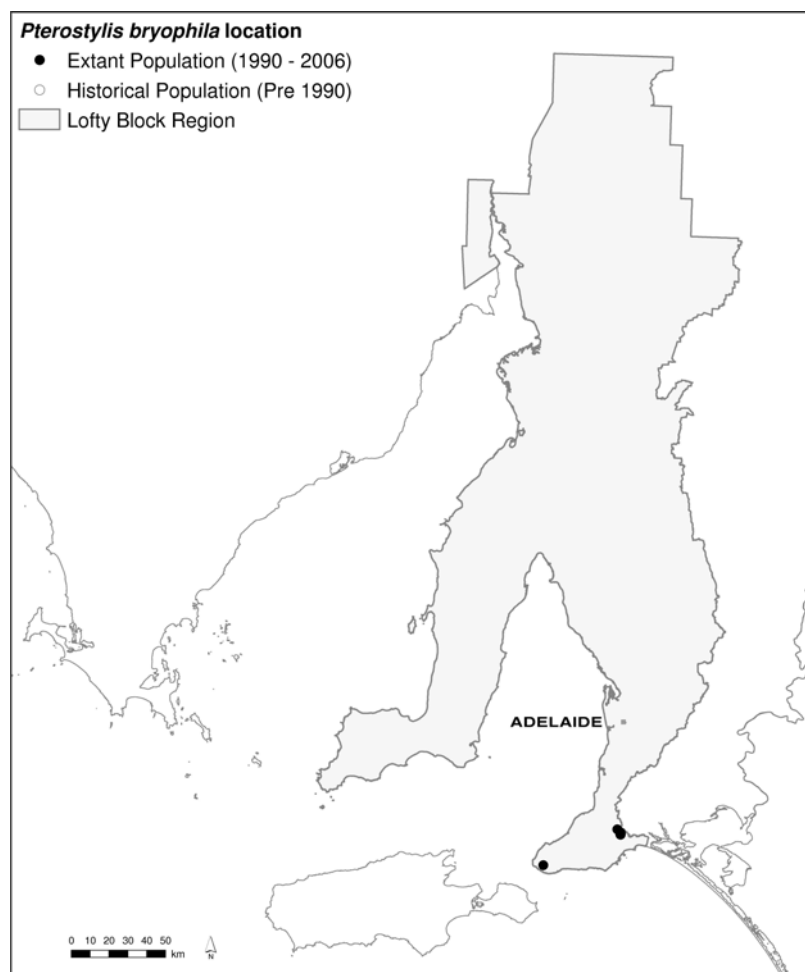 Pterostylis bryophila location
Extant Population (1990 - 2006)
Historical Population (Pre 1990)
Lofty Block Region
ADELAIDE
0 10 20 30 40 50
km
N